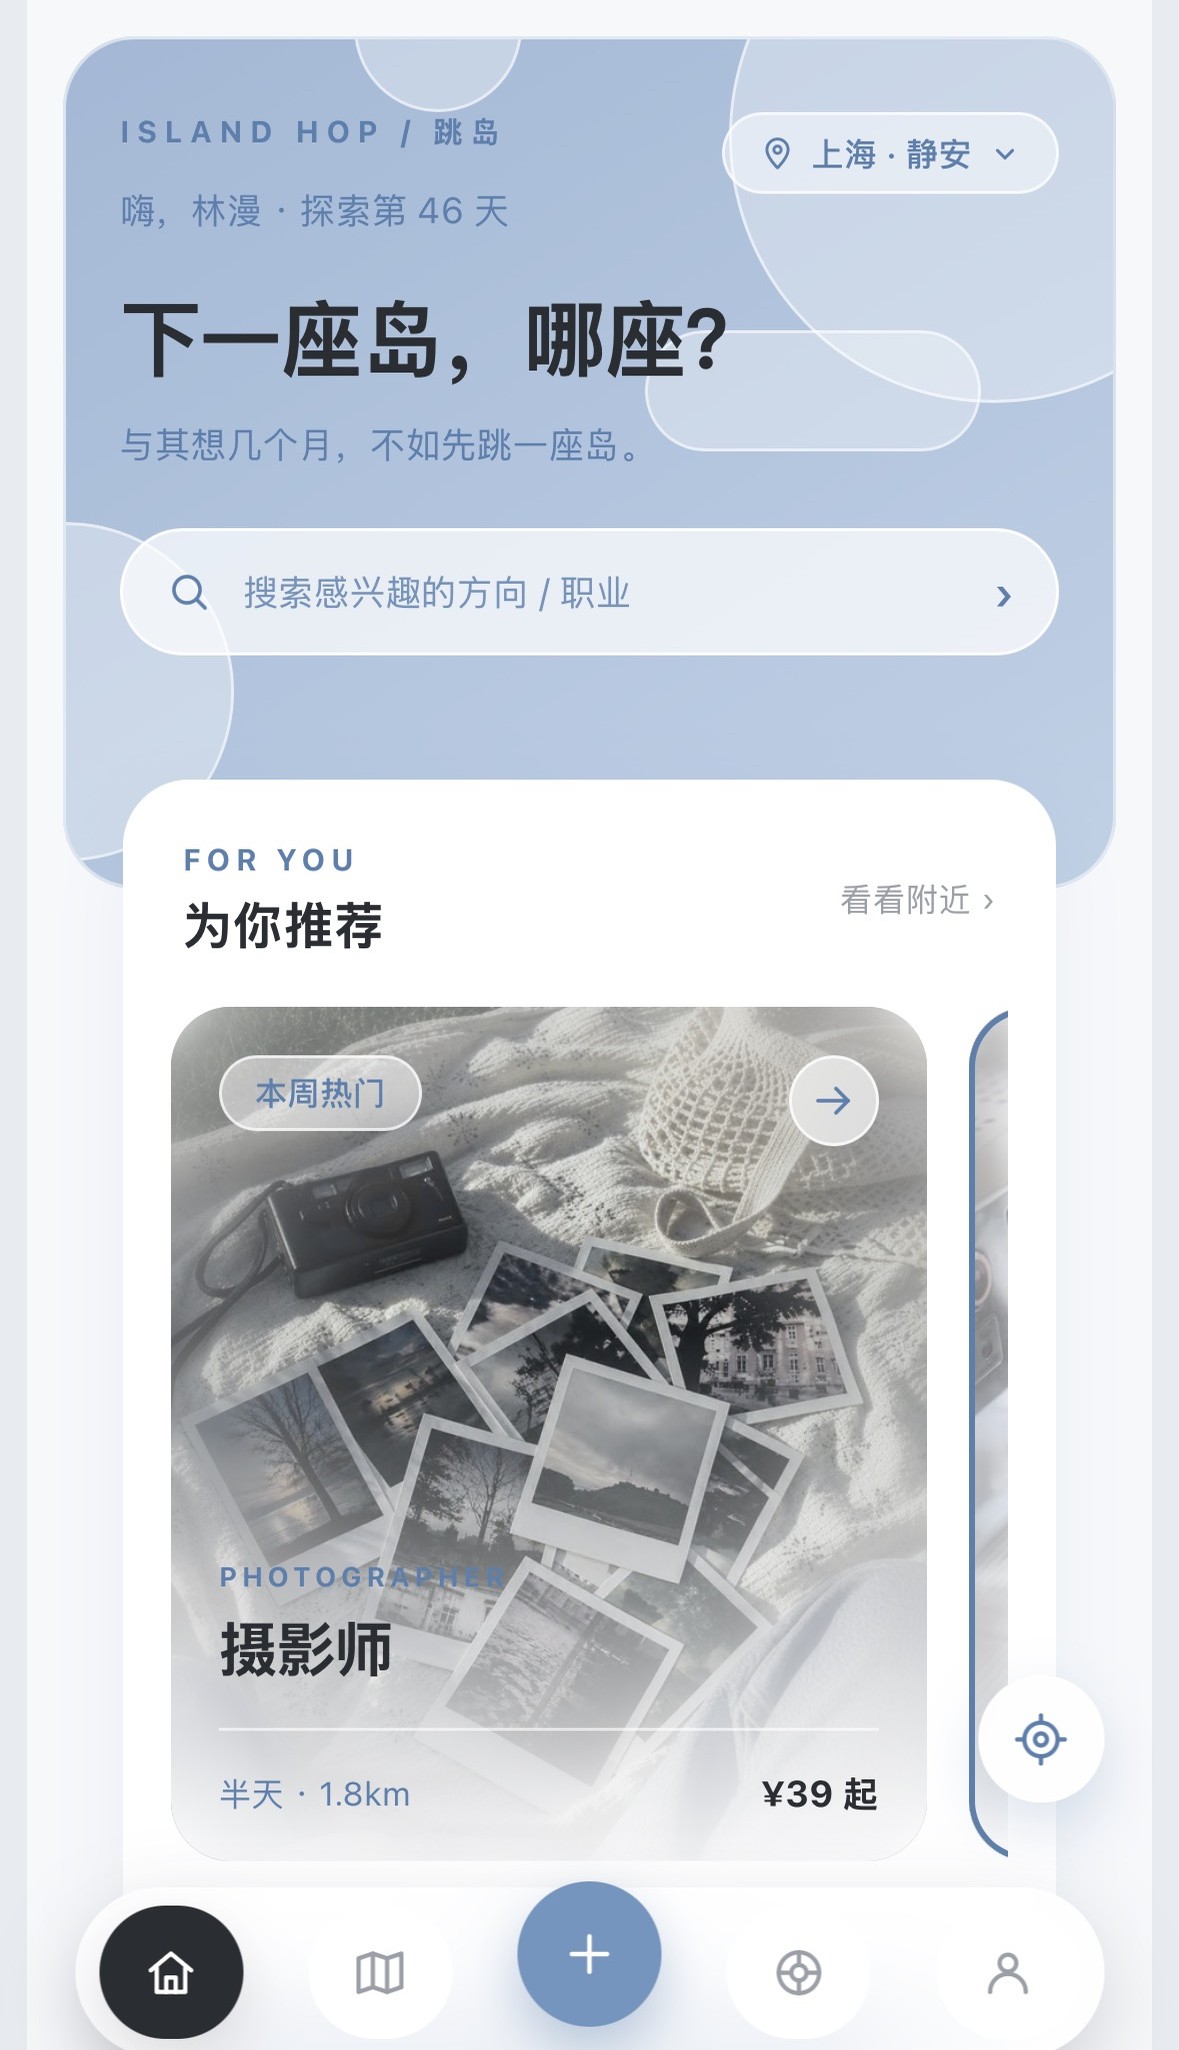 ISLAND HOP / 跳岛
上海 · 静安
嗨，林漫 · 探索第 46 天
下一座岛，哪座?
与其想几个月，不如先跳一座岛。
搜索感兴趣的方向 / 职业
FOR YOU
为你推荐
看看附近 ›
本周热门
PHOTOGRAPHER
摄影师
半天 · 1.8km
¥39 起